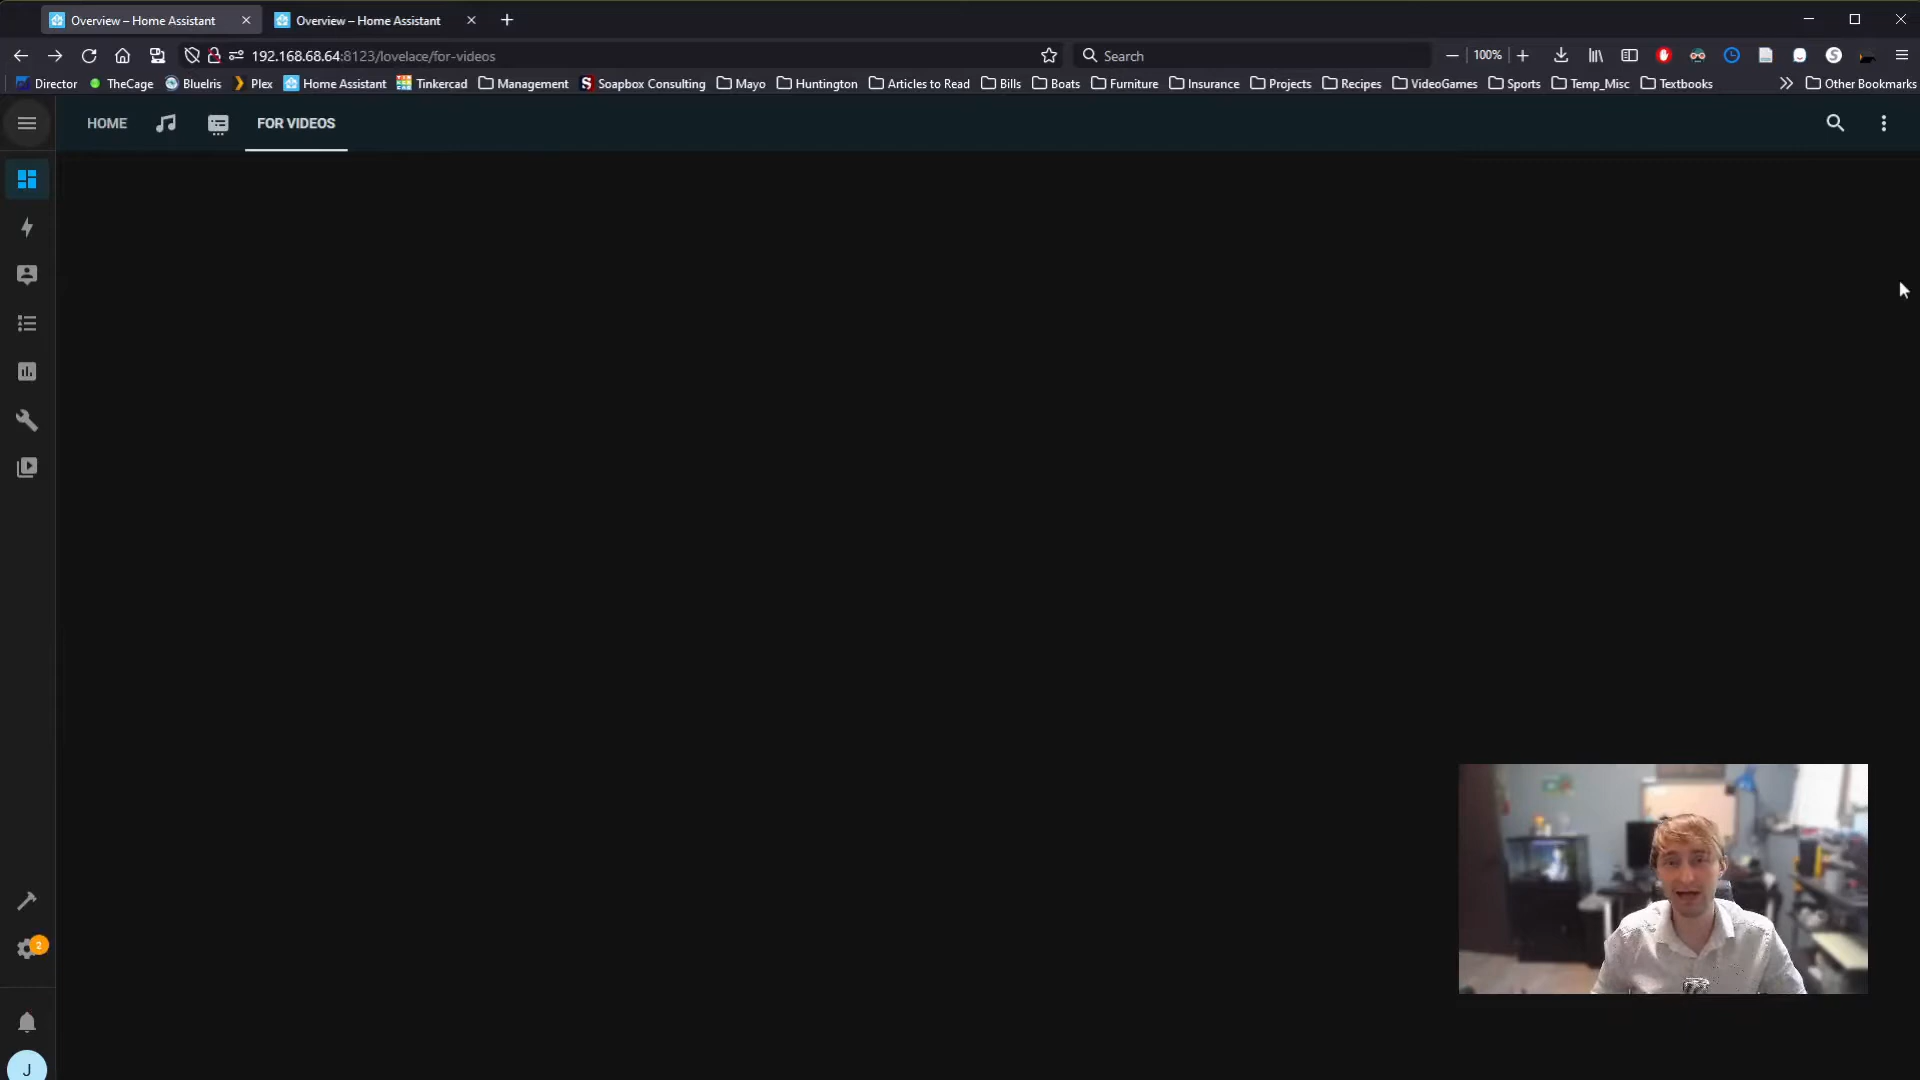 Overview – Home Assistant Overview – Home Assistant
192.168.68.64:8123/lovelace/for-videos Search 100%
Director TheCage BlueIris Plex Home Assistant Tinkercad Management Soapbox Consulting Mayo Huntington Articles to Read Bills Boats Furniture Insurance Projects Recipes VideoGames Sports Temp_Misc Textbooks Other Bookmarks
HOME FOR VIDEOS
2
J